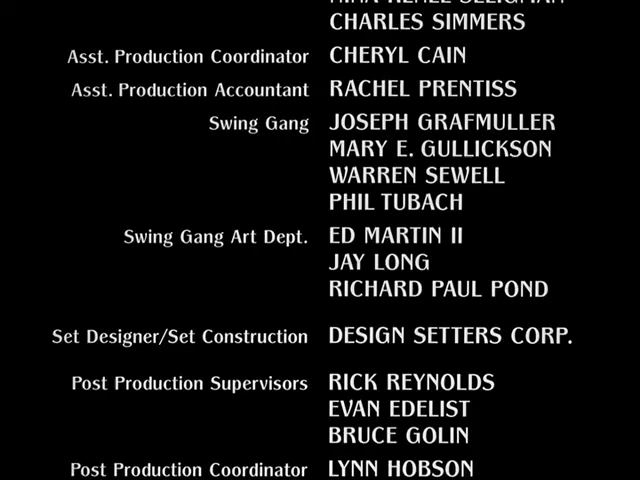 CHARLES SIMMERS
Asst. Production Coordinator CHERYL CAIN
Asst. Production Accountant RACHEL PRENTISS
Swing Gang JOSEPH GRAFMULLER
MARY E. GULLICKSON
WARREN SEWELL
PHIL TUBACH
Swing Gang Art Dept. ED MARTIN II
JAY LONG
RICHARD PAUL POND
Set Designer/Set Construction DESIGN SETTERS CORP.
Post Production Supervisors RICK REYNOLDS
EVAN EDELIST
BRUCE GOLIN
Post Production Coordinator LYNN HOBSON